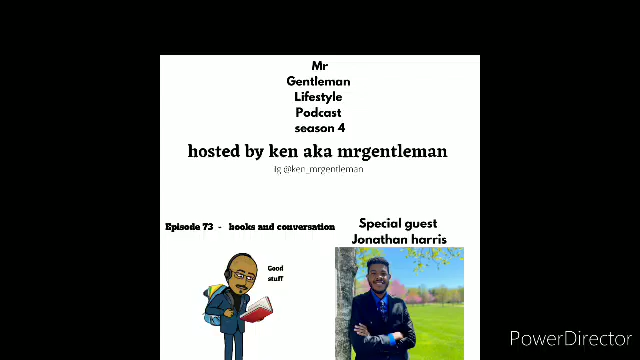 Mr
Gentleman
Lifestyle
Podcast
season 4
hosted by ken aka mrgentleman
Ig @ken_mrgentleman
Episode 73 - books and conversation
Special guest
Jonathan harris
Good
stuff
PowerDirector